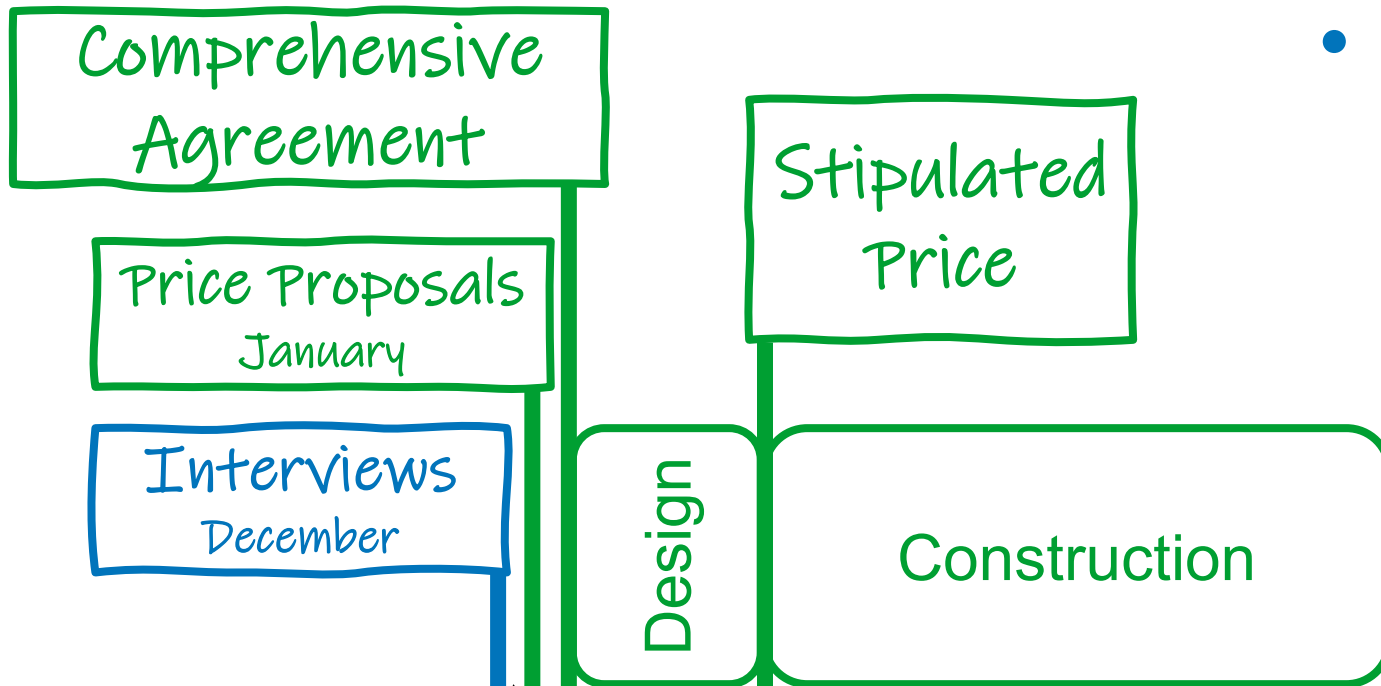 Comprehensive
Agreement
Stipulated
Price
Price Proposals
January
Interviews
December
Design
Construction